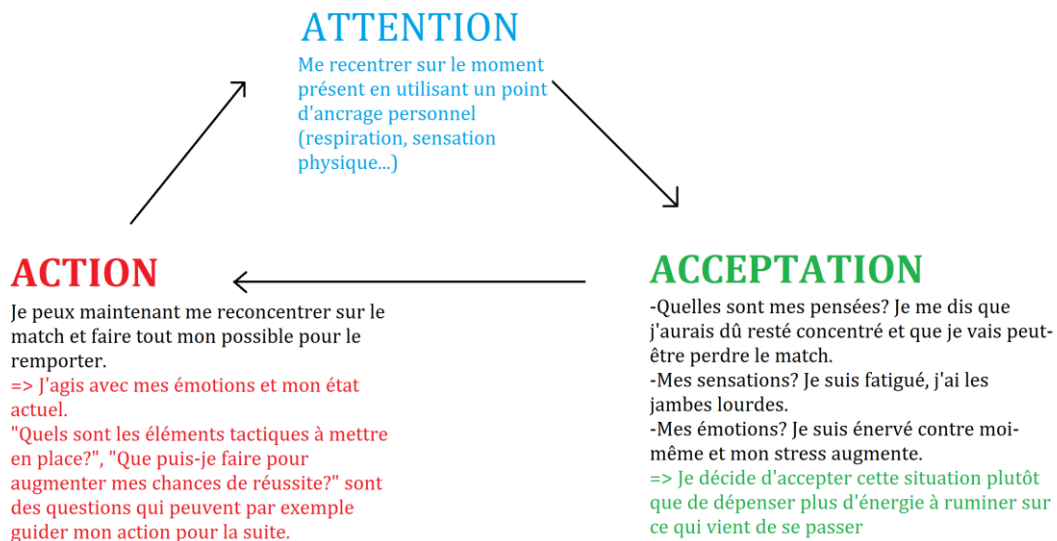 ATTENTION
Me recentrer sur le moment
présent en utilisant un point
d'ancrage personnel
(respiration, sensation
physique...)
ACCEPTATION
-Quelles sont mes pensées? Je me dis que
j'aurais dû resté concentré et que je vais peut-
être perdre le match.
-Mes sensations? Je suis fatigué, j'ai les
jambes lourdes.
-Mes émotions? Je suis énervé contre moi-
même et mon stress augmente.
=> Je décide d'accepter cette situation plutôt
que de dépenser plus d'énergie à ruminer sur
ce qui vient de se passer
ACTION
Je peux maintenant me reconcentrer sur le
match et faire tout mon possible pour le
remporter.
=> J'agis avec mes émotions et mon état
actuel.
"Quels sont les éléments tactiques à mettre
en place?", "Que puis-je faire pour
augmenter mes chances de réussite?" sont
des questions qui peuvent par exemple
guider mon action pour la suite.